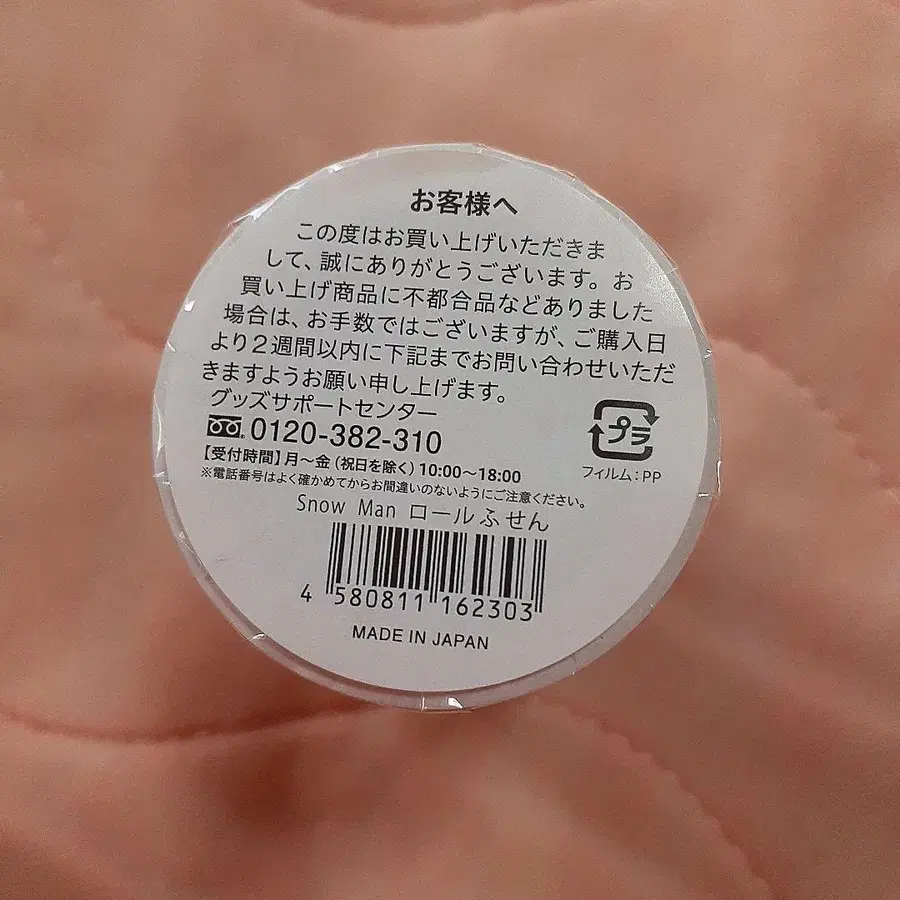 お客様へ
この度はお買い上げいただきま
して、誠にありがとうございます。お
買い上げ商品に不都合品などありました
場合は、お手数ではございますが、ご購入日
より2週間以内に下記までお問い合わせいただ
きますようお願い申し上げます。
グッズサポートセンター
0120-382-310
【受付時間】月〜金(祝日を除く)10:00〜18:00
※電話番号はよく確かめてからお間違いのないようにご注意ください。
プラ
フィルム:PP
Snow Man ロールふせん
4 580811 162303
MADE IN JAPAN